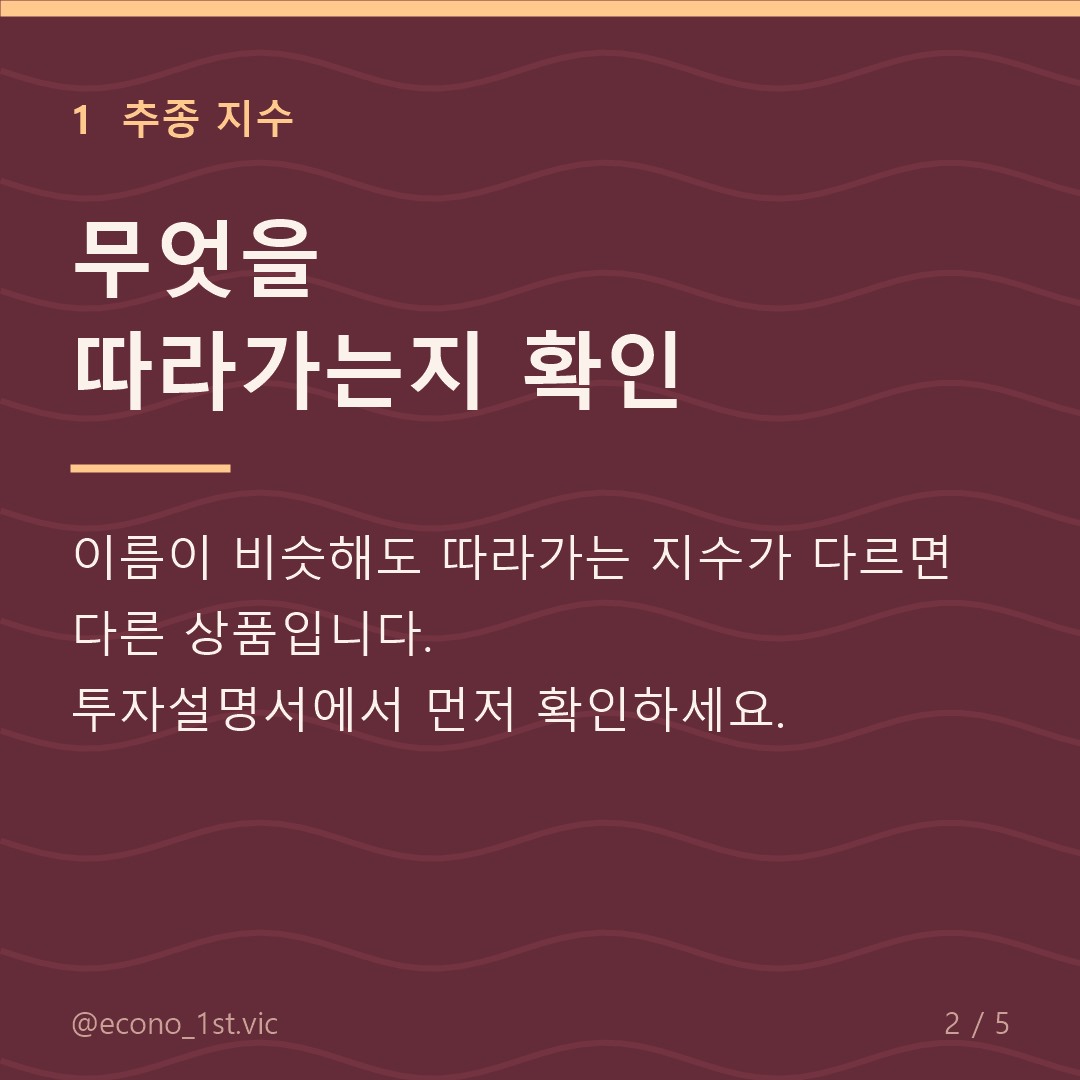 1 추종 지수
무엇을
따라가는지 확인
이름이 비슷해도 따라가는 지수가 다르면
다른 상품입니다.
투자설명서에서 먼저 확인하세요.
@econo_1st.vic
2 / 5